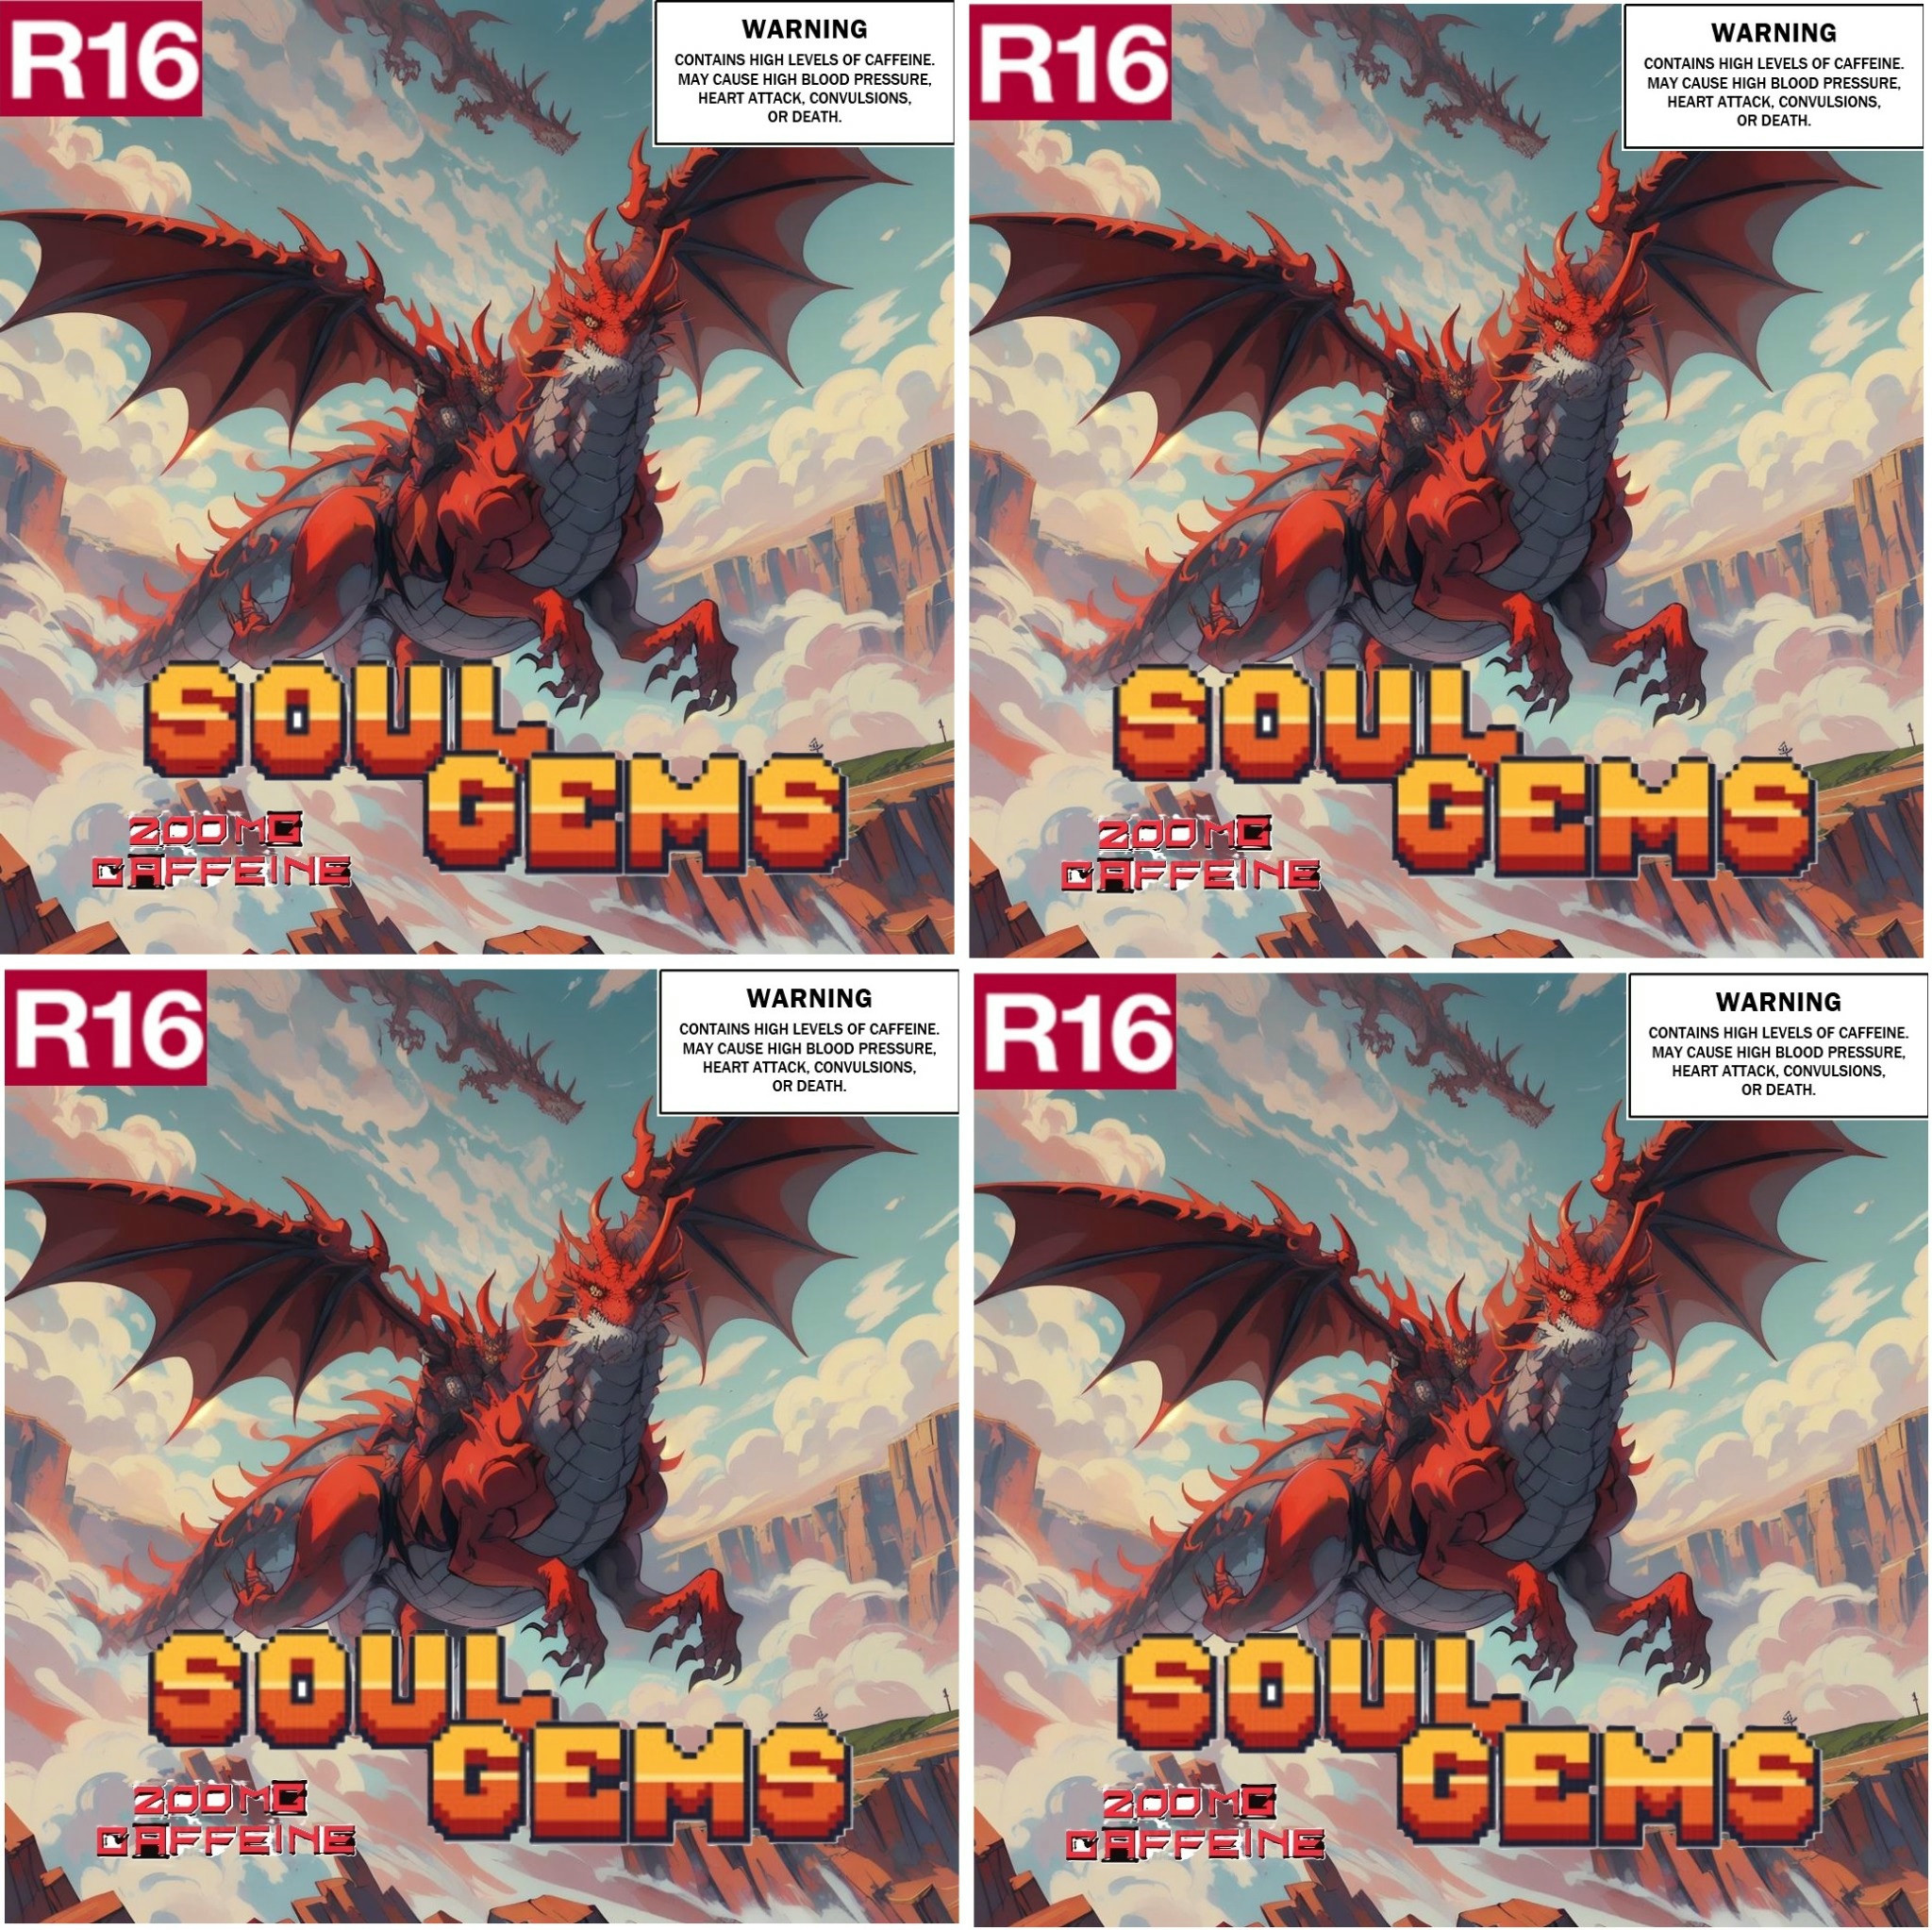 R16
WARNING
CONTAINS HIGH LEVELS OF CAFFEINE.
MAY CAUSE HIGH BLOOD PRESSURE,
HEART ATTACK, CONVULSIONS,
OR DEATH.
SOUL
GEMS
200MG
CAFFEINE
R16
WARNING
CONTAINS HIGH LEVELS OF CAFFEINE.
MAY CAUSE HIGH BLOOD PRESSURE,
HEART ATTACK, CONVULSIONS,
OR DEATH.
SOUL
GEMS
200MG
CAFFEINE
R16
WARNING
CONTAINS HIGH LEVELS OF CAFFEINE.
MAY CAUSE HIGH BLOOD PRESSURE,
HEART ATTACK, CONVULSIONS,
OR DEATH.
SOUL
GEMS
200MG
CAFFEINE
R16
WARNING
CONTAINS HIGH LEVELS OF CAFFEINE.
MAY CAUSE HIGH BLOOD PRESSURE,
HEART ATTACK, CONVULSIONS,
OR DEATH.
SOUL
GEMS
200MG
CAFFEINE